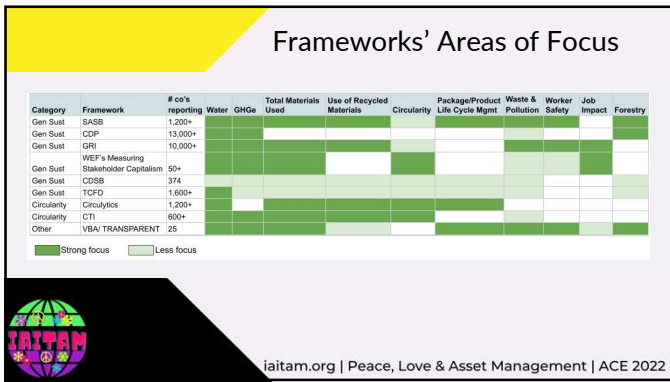 Frameworks' Areas of Focus
Category Framework # co's reporting Water GHGe Total Materials Used Use of Recycled Materials Circularity Package/Product Life Cycle Mgmt Waste & Pollution Worker Safety Job Impact Forestry
Gen Sust SASB 1,200+
Gen Sust CDP 13,000+
Gen Sust GRI 10,000+
Gen Sust WEF's Measuring Stakeholder Capitalism 50+
Gen Sust CDSB 374
Gen Sust TCFD 1,600+
Circularity Circulytics 1,200+
Circularity CTI 600+
Other VBA/ TRANSPARENT 25
Strong focus Less focus
IAITAM
iaitam.org | Peace, Love & Asset Management | ACE 2022